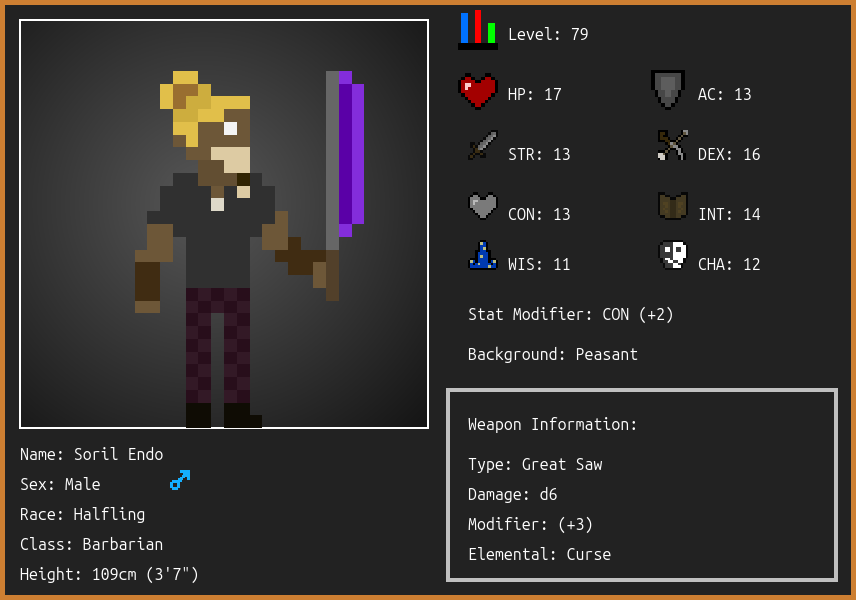 Level: 79
HP: 17
AC: 13
STR: 13
DEX: 16
CON: 13
INT: 14
WIS: 11
CHA: 12
Stat Modifier: CON (+2)
Background: Peasant
Weapon Information:
Type: Great Saw
Damage: d6
Modifier: (+3)
Elemental: Curse
Name: Soril Endo
Sex: Male
Race: Halfling
Class: Barbarian
Height: 109cm (3'7")